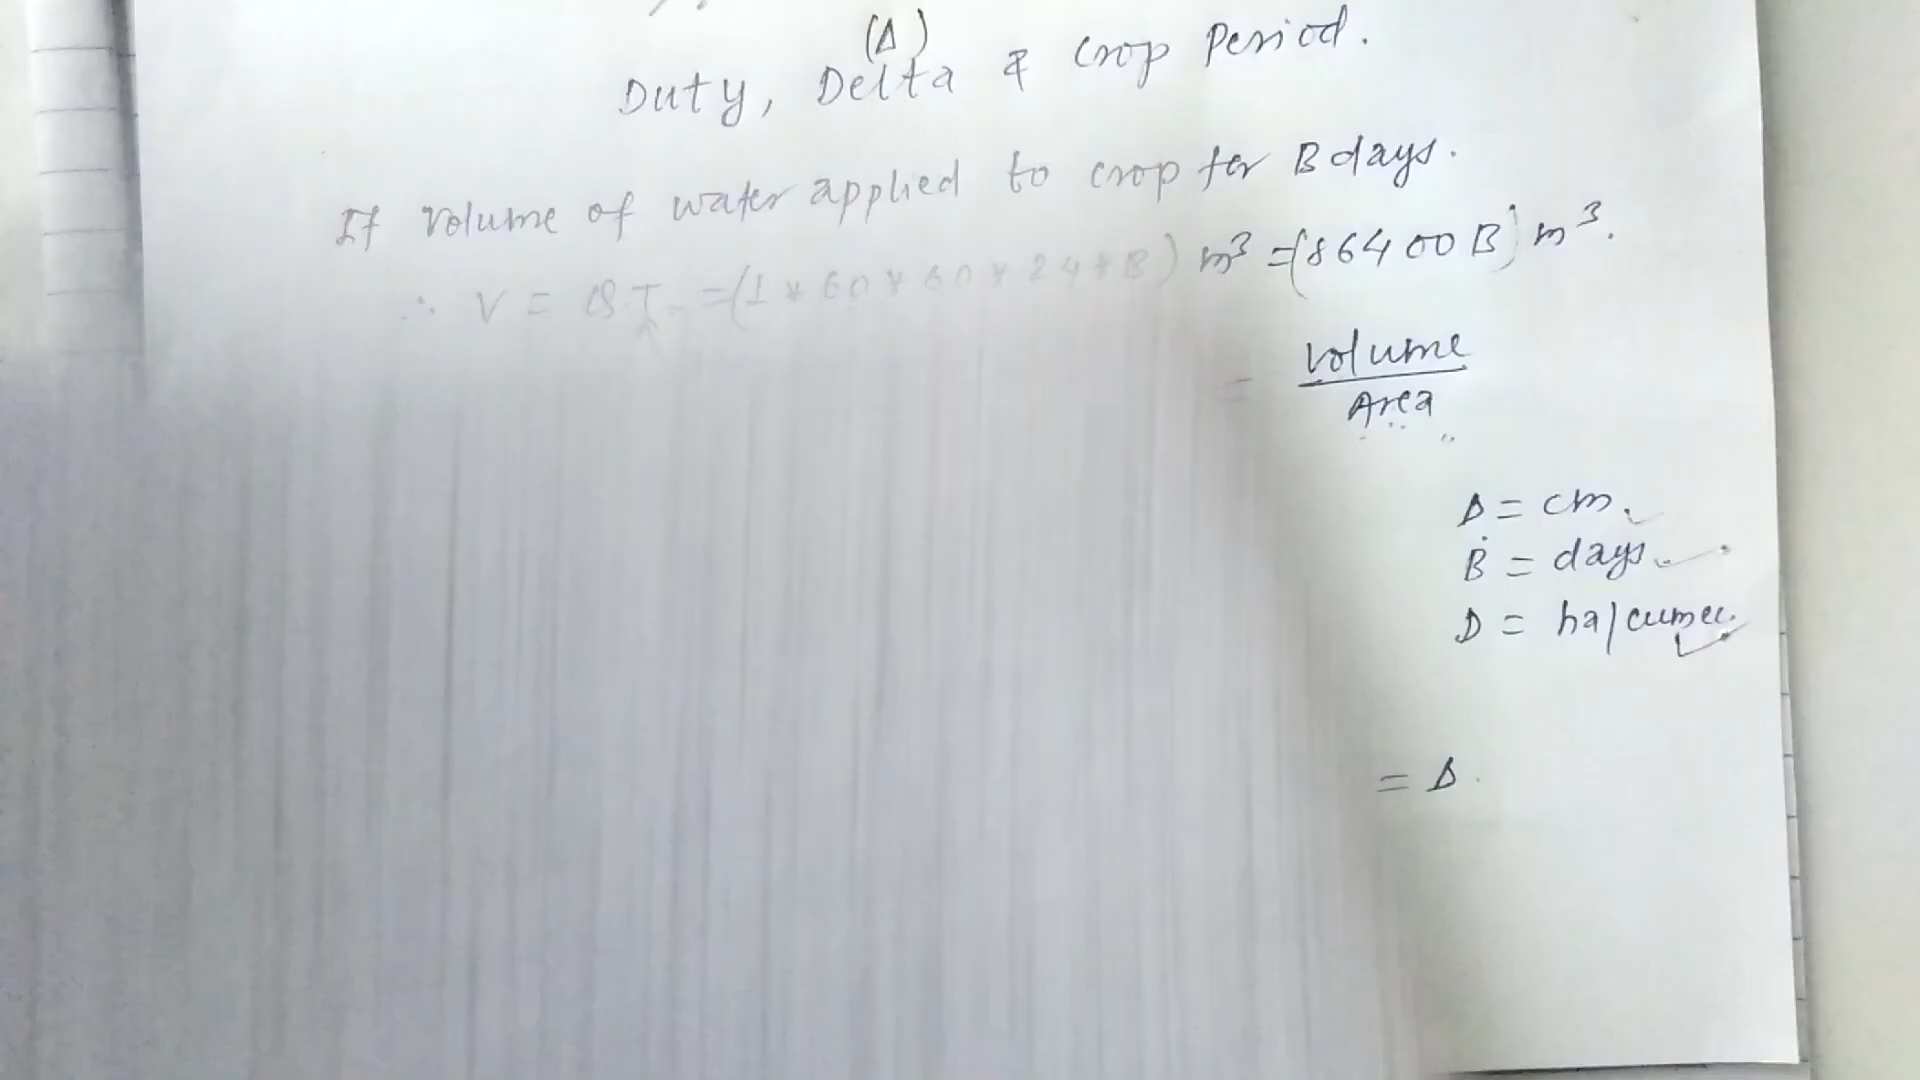 (Δ)
Duty, Delta & Crop Period.
If Volume of water applied to crop for B days.
∴ V = QT = (1 * 60 * 60 * 24 * B) m³ = (86400 B) m³.
= Volume
Area
Δ = cm.
B = days.
D = ha/cumec.
= Δ.